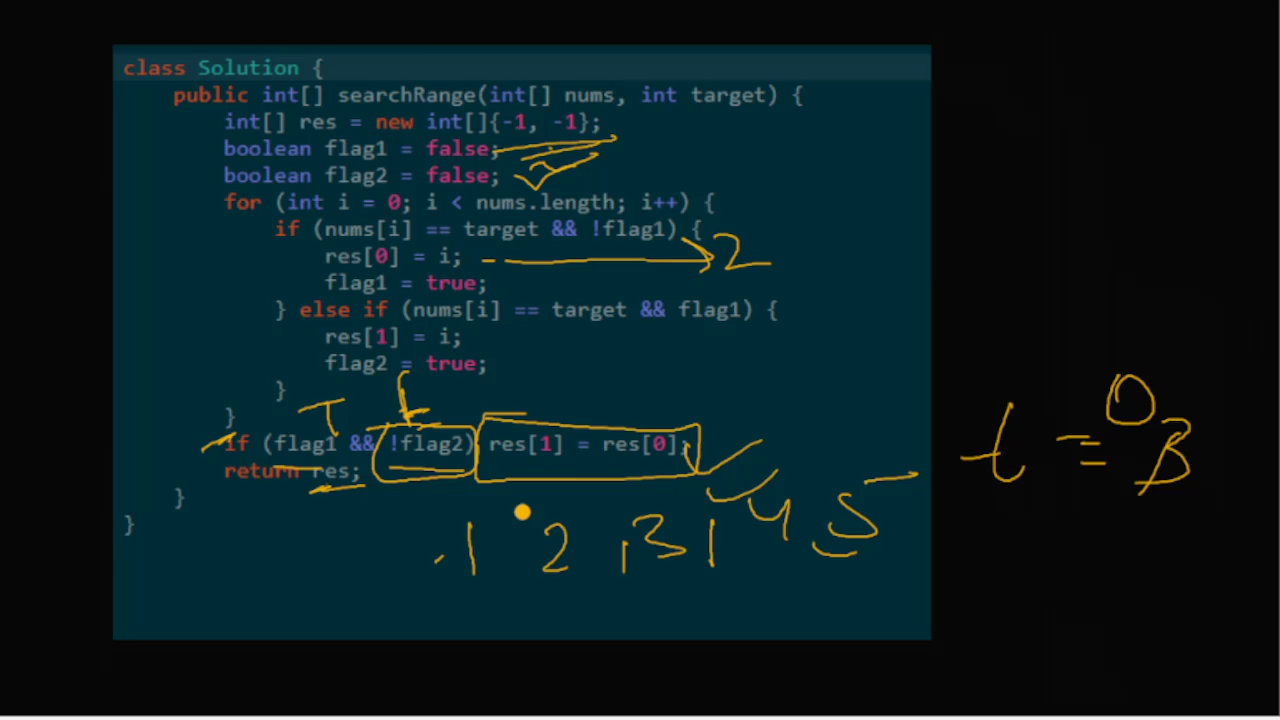 class Solution {
public int[] searchRange(int[] nums, int target) {
int[] res = new int[]{-1, -1};
boolean flag1 = false;
boolean flag2 = false;
for (int i = 0; i < nums.length; i++) {
if (nums[i] == target && !flag1) {
res[0] = i;
2
flag1 = true;
} else if (nums[i] == target && flag1) {
res[1] = i;
flag2 = true;
}
}
T
if (flag1 && !flag2) res[1] = res[0];
return res;
}
}
t = 3
0
1 2 , 3 4 5